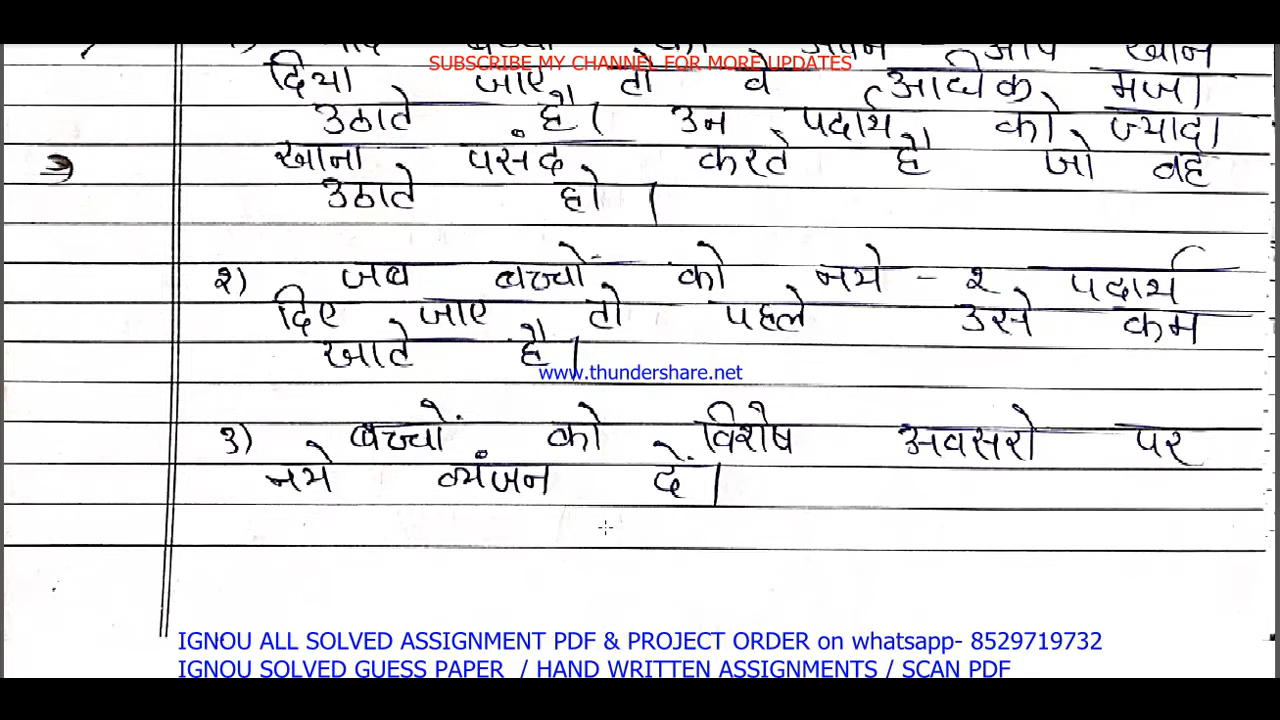 SUBSCRIBE MY CHANNEL FOR MORE UPDATES
दिया जाए तो वे अधिक मजा
उठाते है। उन पदार्थ को ज्यादा
खाना पसंद करते है जो वह
उठाते हो।
२) जब बच्चों को नये - २ पदार्थ
दिए जाए तो पहले उसे कम
खाते है।
www.thundershare.net
३) बच्चों को विशेष अवसरो पर
नये व्यंजन दें।
IGNOU ALL SOLVED ASSIGNMENT PDF & PROJECT ORDER on whatsapp- 8529719732
IGNOU SOLVED GUESS PAPER / HAND WRITTEN ASSIGNMENTS / SCAN PDF